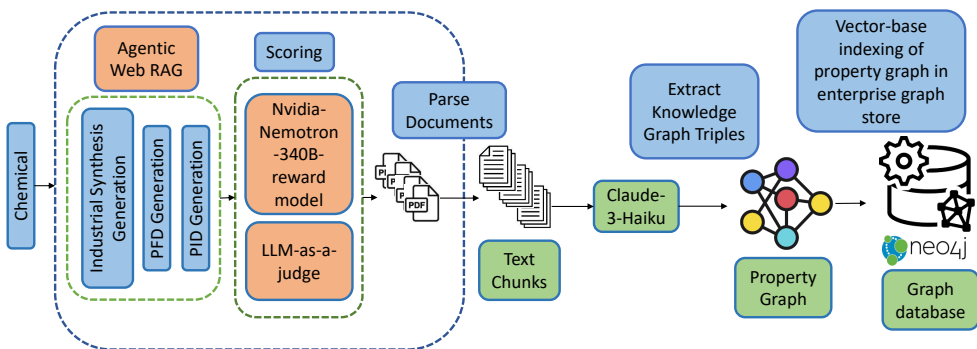 Chemical
Agentic
Web RAG
Industrial Synthesis
Generation
PFD Generation
PID Generation
Scoring
Nvidia-
Nemotron
-340B-
reward
model
LLM-as-a-
judge
Parse
Documents
PDF
Text
Chunks
Claude-
3-Haiku
Extract
Knowledge
Graph Triples
Property
Graph
Vector-base
indexing of
property graph in
enterprise graph
store
neo4j
Graph
database